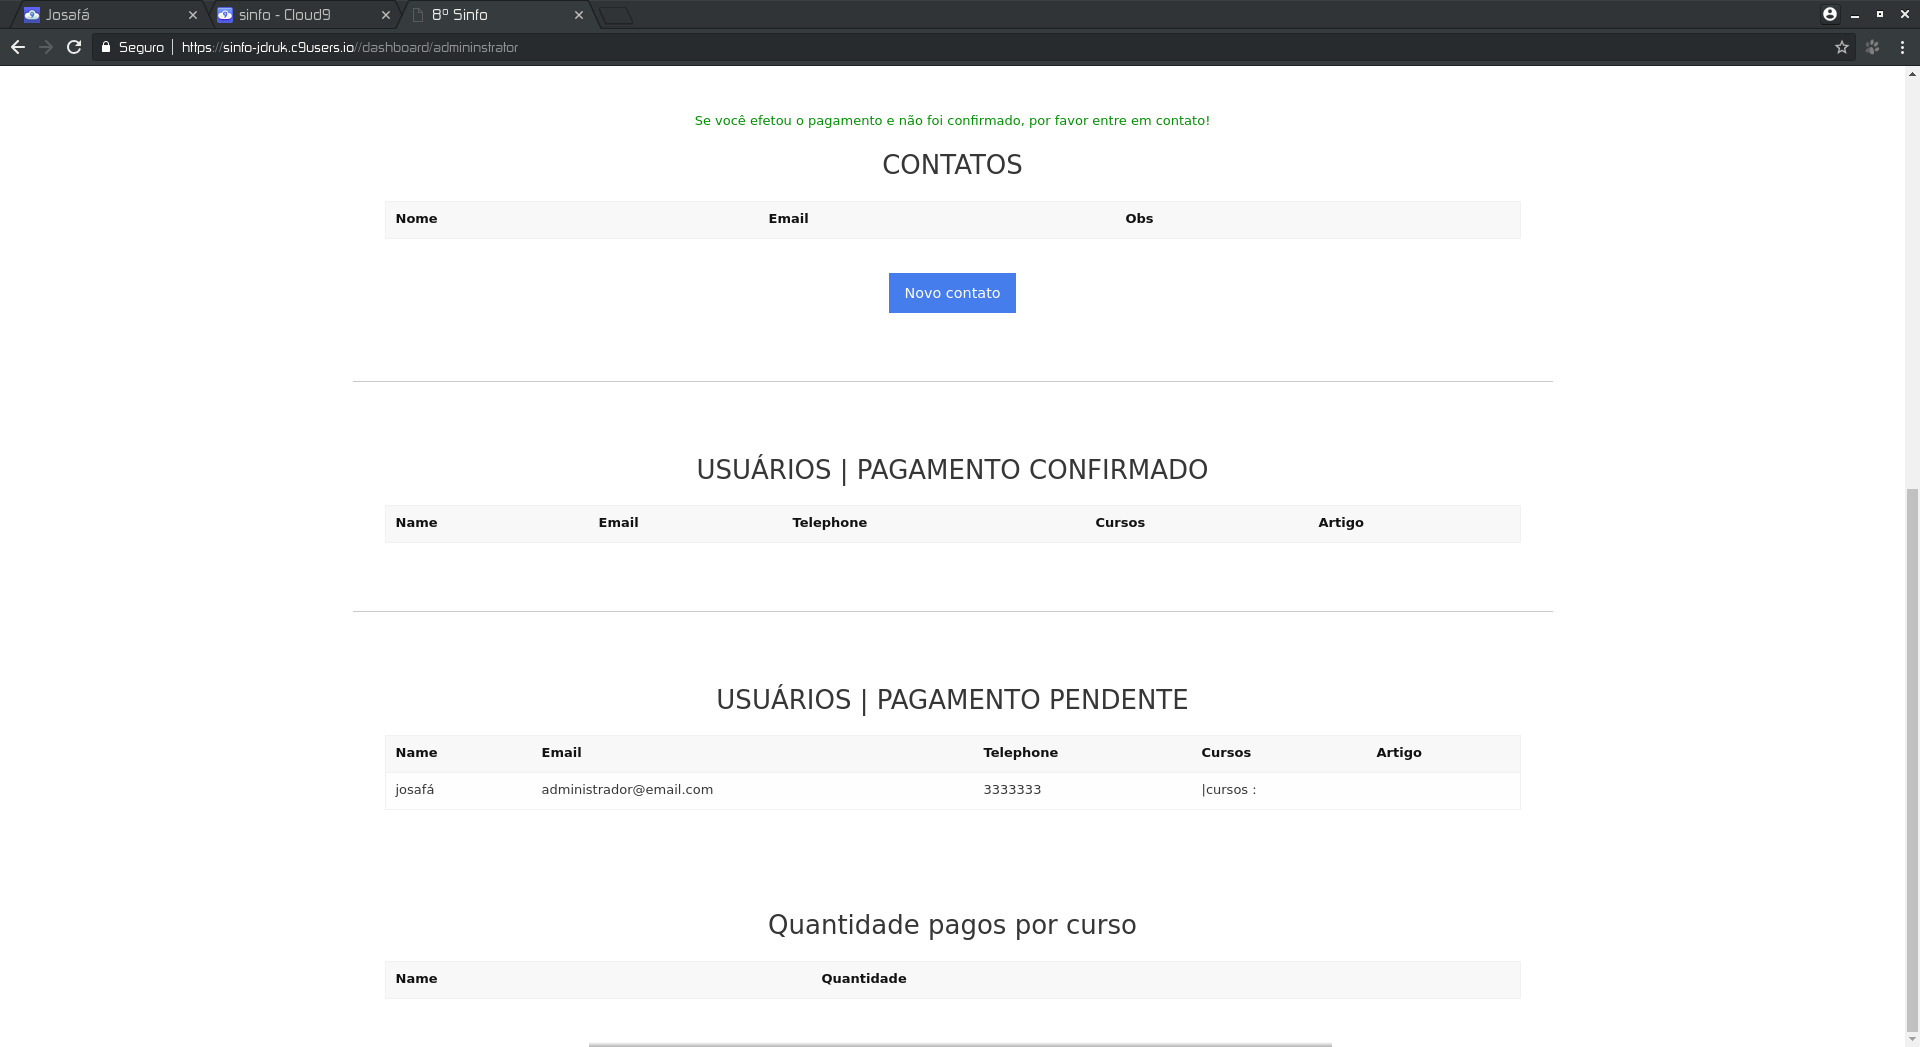 Josafá
sinfo - Cloud9
8º Sinfo
Seguro https://sinfo-jdruk.c9users.io//dashboard/admininstrator
Se você efetou o pagamento e não foi confirmado, por favor entre em contato!
CONTATOS
Nome Email Obs
Novo contato
USUÁRIOS | PAGAMENTO CONFIRMADO
Name Email Telephone Cursos Artigo
USUÁRIOS | PAGAMENTO PENDENTE
Name Email Telephone Cursos Artigo
josafá administrador@email.com 3333333 |cursos :
Quantidade pagos por curso
Name Quantidade